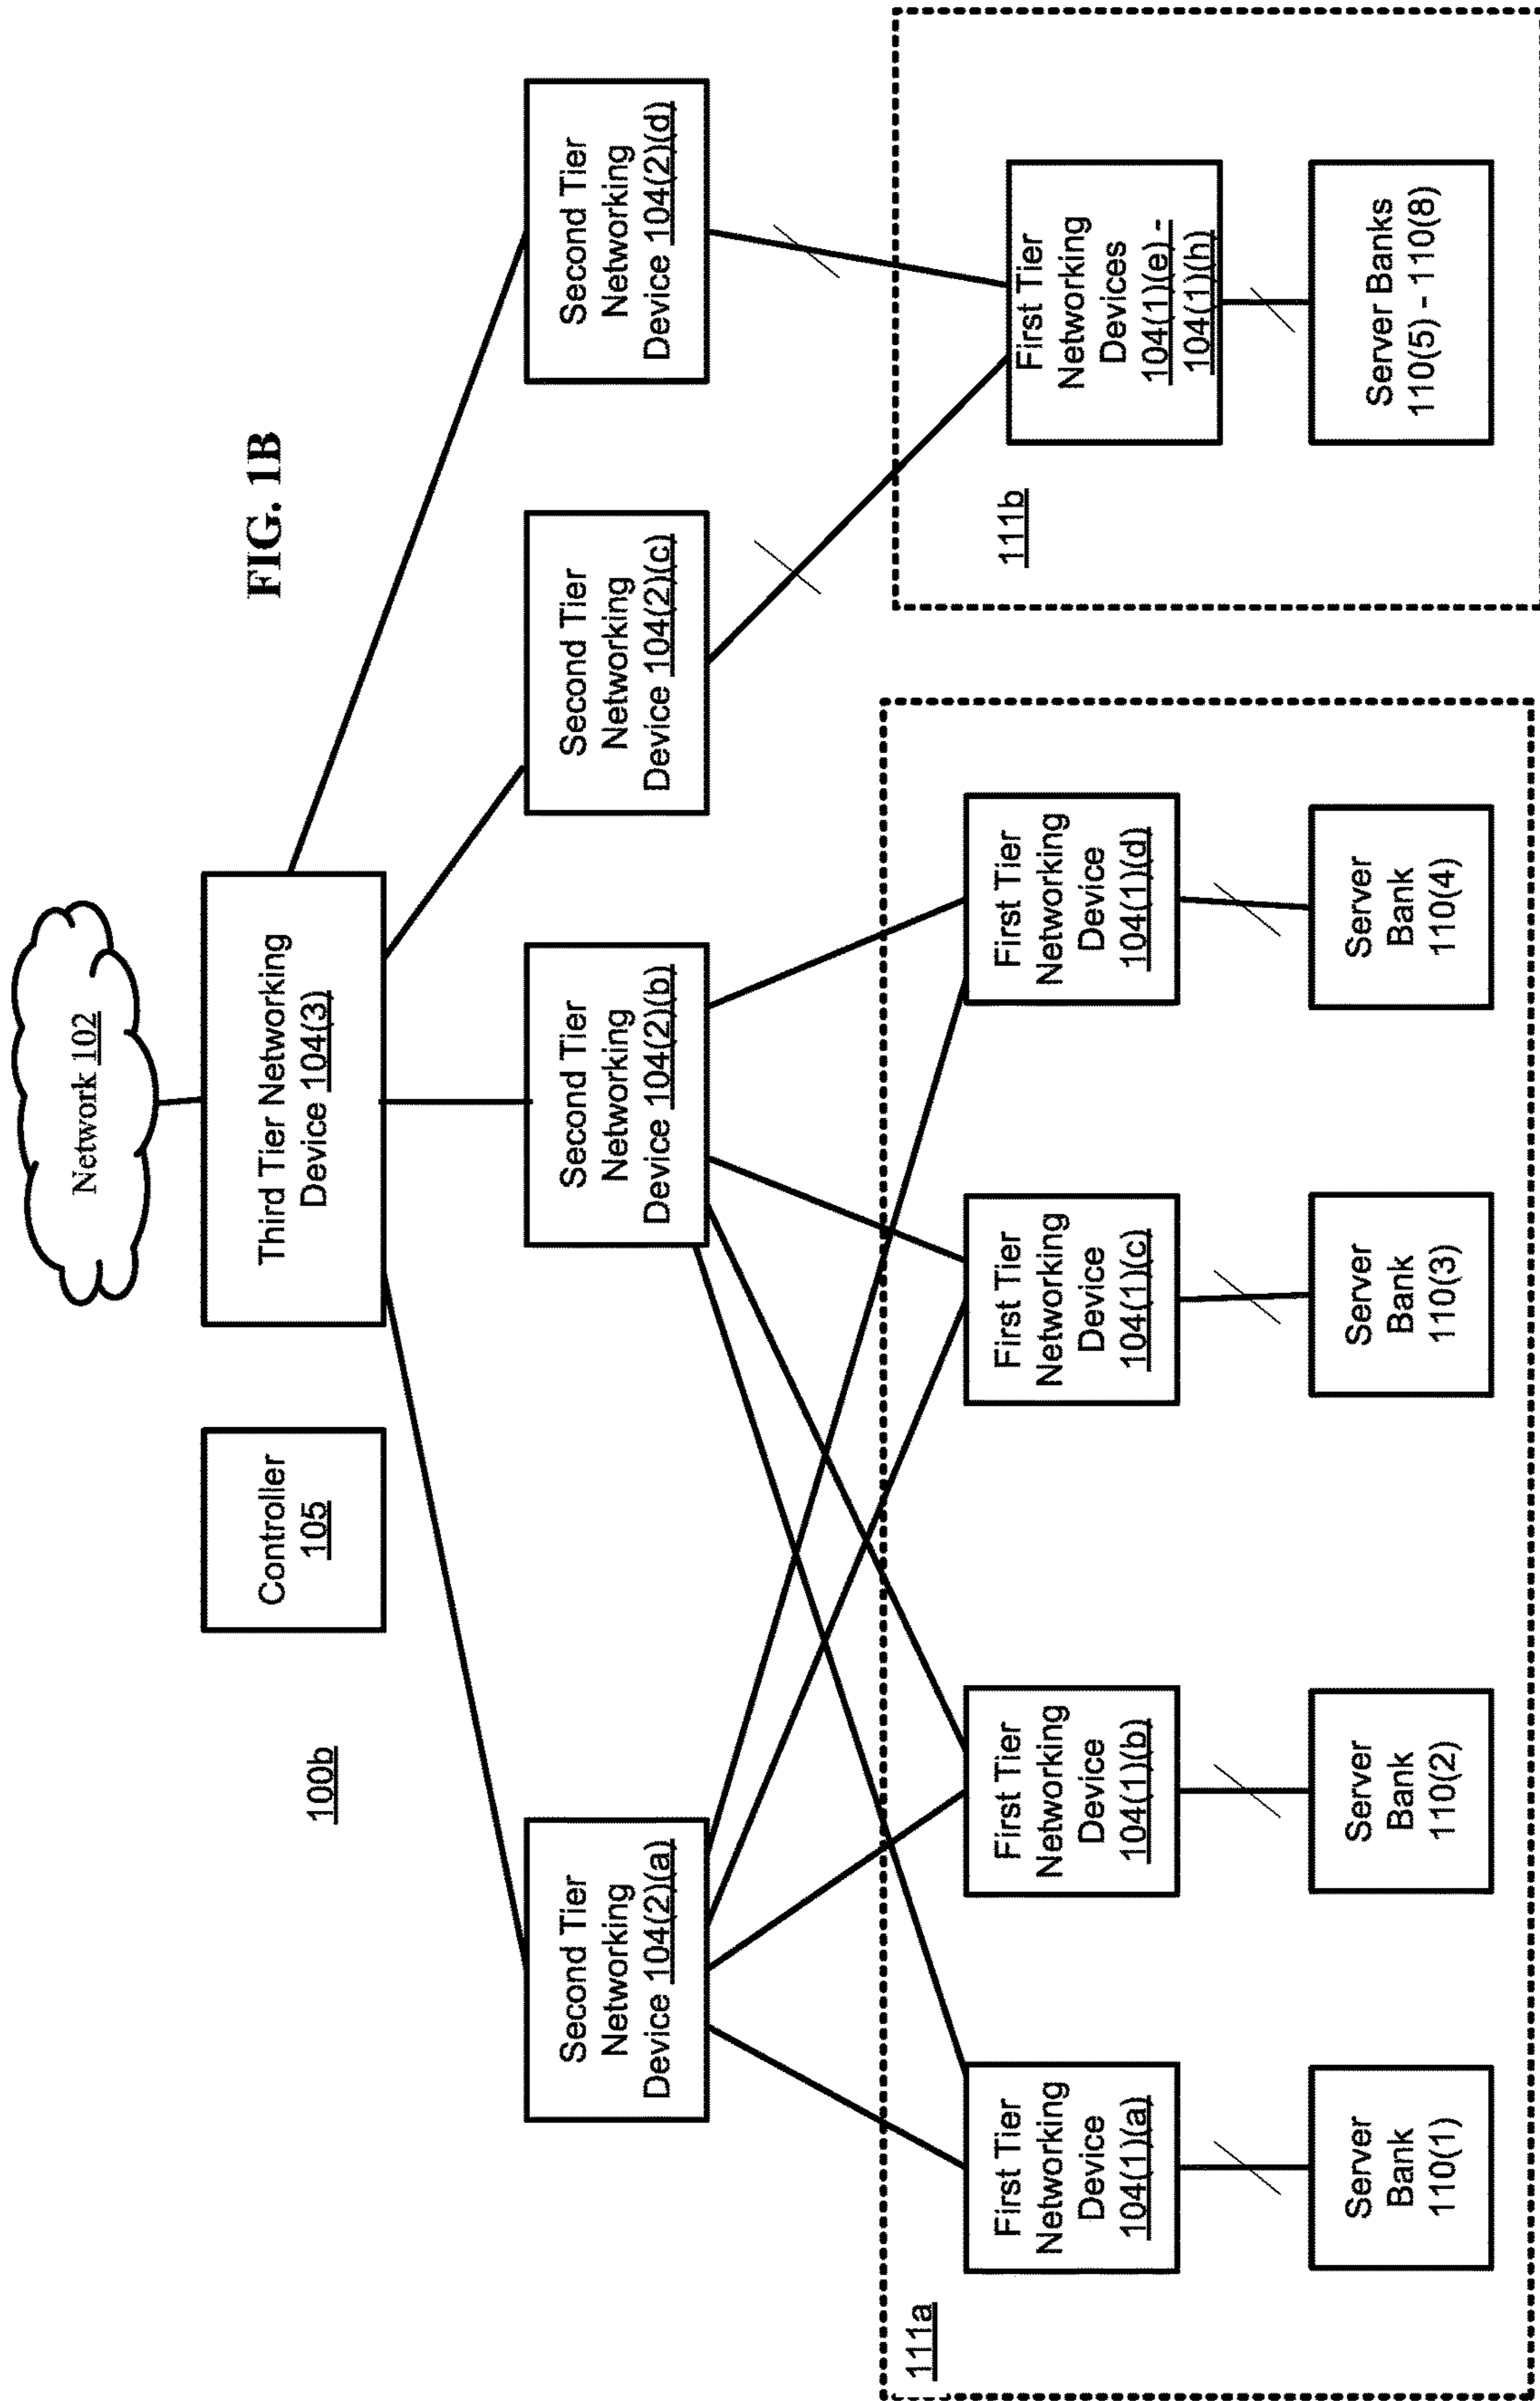 Network 102
Third Tier Networking
Device 104(3)
Controller
105
100b
FIG. 1B
Second Tier
Networking
Device 104(2)(a)
Second Tier
Networking
Device 104(2)(b)
Second Tier
Networking
Device 104(2)(c)
Second Tier
Networking
Device 104(2)(d)
111a
First Tier
Networking
Device
104(1)(a)
First Tier
Networking
Device
104(1)(b)
First Tier
Networking
Device
104(1)(c)
First Tier
Networking
Device
104(1)(d)
Server
Bank
110(1)
Server
Bank
110(2)
Server
Bank
110(3)
Server
Bank
110(4)
111b
First Tier
Networking
Devices
104(1)(e) -
104(1)(h)
Server Banks
110(5) - 110(8)